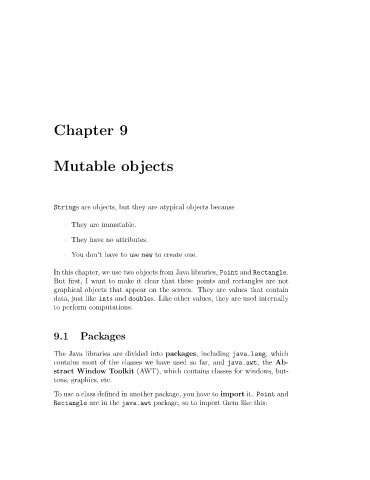 Chapter 9
Mutable objects
Strings are objects, but they are atypical objects because
They are immutable.
They have no attributes.
You don't have to use new to create one.
In this chapter, we use two objects from Java libraries, Point and Rectangle.
But first, I want to make it clear that these points and rectangles are not
graphical objects that appear on the screen. They are values that contain
data, just like ints and doubles. Like other values, they are used internally
to perform computations.
9.1 Packages
The Java libraries are divided into packages, including java.lang, which
contains most of the classes we have used so far, and java.awt, the Ab-
stract Window Toolkit (AWT), which contains classes for windows, but-
tons, graphics, etc.
To use a class defined in another package, you have to import it. Point and
Rectangle are in the java.awt package, so to import them like this: